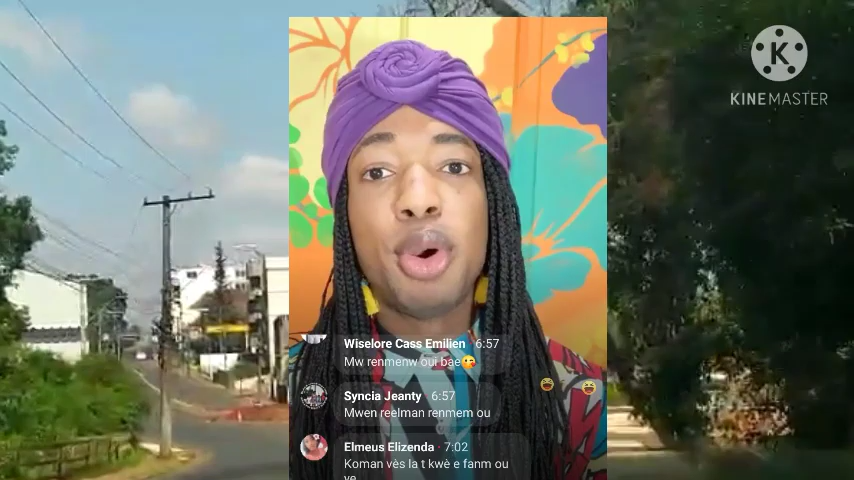 K
KINEMASTER
Wiselore Cass Emilien · 6:57
Mw renmenw oui bae😜
Syncia Jeanty · 6:57
Mwen reelman renmem ou
Elmeus Elizenda · 7:02
Koman vès la t kwè e fanm ou
ye